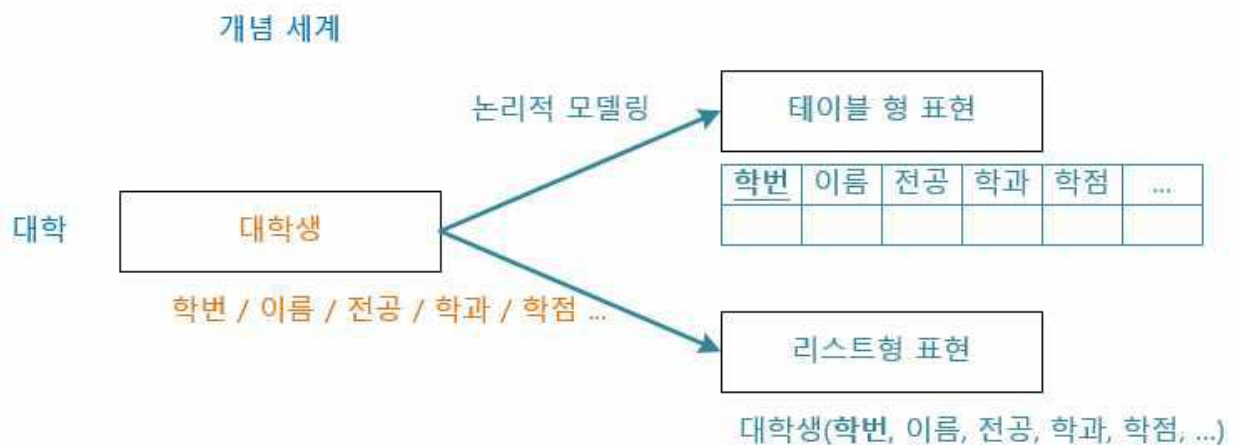 개념 세계
논리적 모델링
테이블 형 표현
학번 이름 전공 학과 학점 ...
대학
대학생
학번 / 이름 / 전공 / 학과 / 학점 ...
리스트형 표현
대학생(학번, 이름, 전공, 학과, 학점, ...)